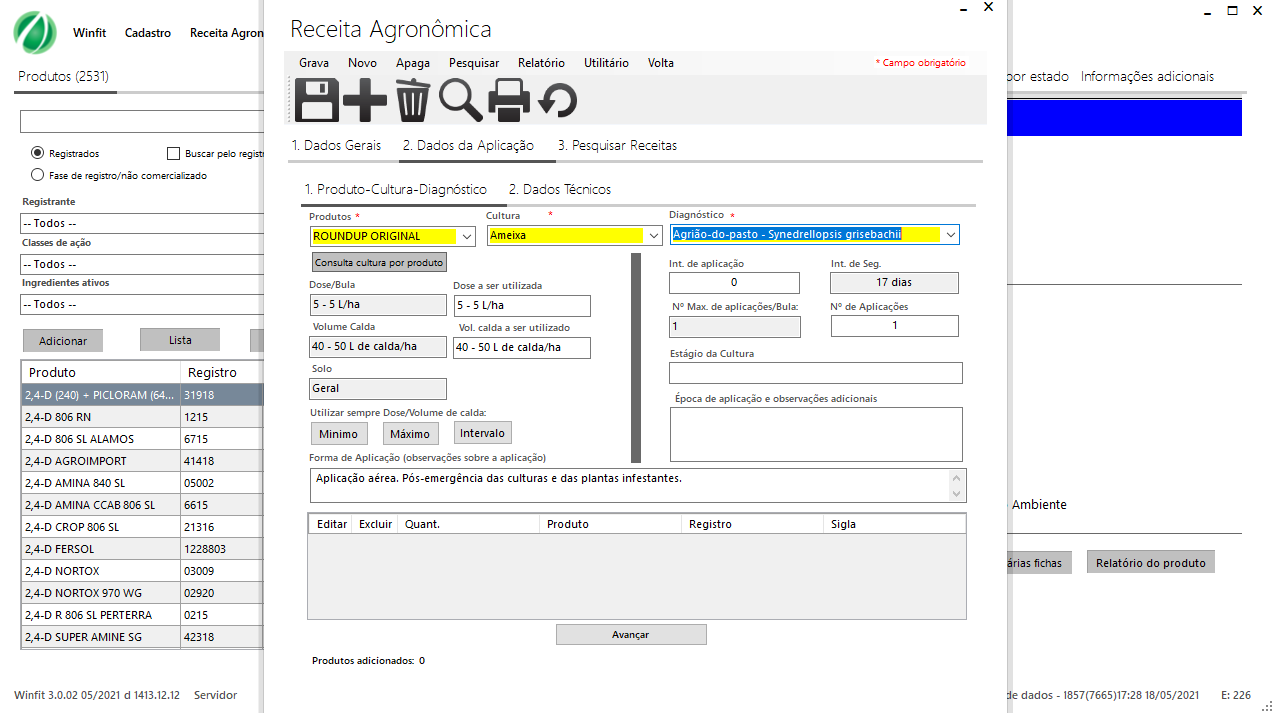 Winfit Cadastro Receita Agron
Produtos (2531)
Registrados
Buscar pelo registr
Fase de registro/não comercializado
Registrante
-- Todos --
Classes de ação
-- Todos --
Ingredientes ativos
-- Todos --
Adicionar Lista
Produto Registro
2,4-D (240) + PICLORAM (64... 31918
2,4-D 806 RN 1215
2,4-D 806 SL ALAMOS 6715
2,4-D AGROIMPORT 41418
2,4-D AMINA 840 SL 05002
2,4-D AMINA CCAB 806 SL 6615
2,4-D CROP 806 SL 21316
2,4-D FERSOL 1228803
2,4-D NORTOX 03009
2,4-D NORTOX 970 WG 02920
2,4-D R 806 SL PERTERRA 0215
2,4-D SUPER AMINE SG 42318
Winfit 3.0.02 05/2021 d 1413.12.12 Servidor
Receita Agronômica
Grava Novo Apaga Pesquisar Relatório Utilitário Volta
* Campo obrigatório
1. Dados Gerais 2. Dados da Aplicação 3. Pesquisar Receitas
1. Produto-Cultura-Diagnóstico 2. Dados Técnicos
Produtos * Cultura * Diagnóstico *
ROUNDUP ORIGINAL Ameixa Agrião-do-pasto - Synedrellopsis grisebachii
Consulta cultura por produto
Dose/Bula Dose a ser utilizada
5 - 5 L/ha 5 - 5 L/ha
Volume Calda Vol. calda a ser utilizado
40 - 50 L de calda/ha 40 - 50 L de calda/ha
Solo
Geral
Utilizar sempre Dose/Volume de calda:
Minimo Máximo Intervalo
Int. de aplicação Int. de Seg.
0 17 dias
Nº Max. de aplicações/Bula: Nº de Aplicações
1 1
Estágio da Cultura
Época de aplicação e observações adicionais
Forma de Aplicação (observações sobre a aplicação)
Aplicação aérea. Pós-emergência das culturas e das plantas infestantes.
Editar Excluir Quant. Produto Registro Sigla
Avançar
Produtos adicionados: 0
por estado Informações adicionais
Ambiente
árias fichas Relatório do produto
de dados - 1857(7665)17:28 18/05/2021 E: 226